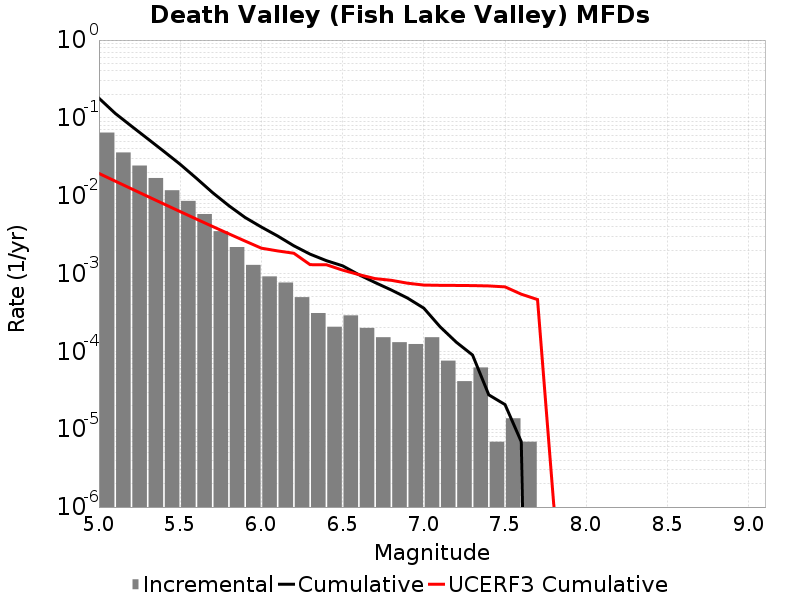 Death Valley (Fish Lake Valley) MFDs
10^0
10^-1
10^-2
10^-3
10^-4
10^-5
10^-6
Rate (1/yr)
5.0 5.5 6.0 6.5 7.0 7.5 8.0 8.5 9.0
Magnitude
Incremental Cumulative UCERF3 Cumulative